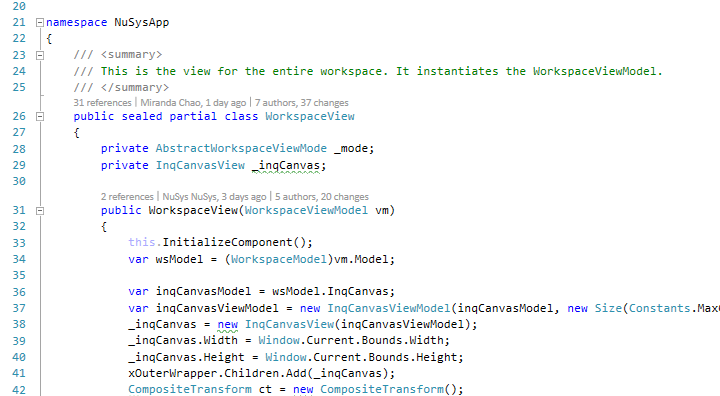 20
21 namespace NuSysApp
22 {
23 /// <summary>
24 /// This is the view for the entire workspace. It instantiates the WorkspaceViewModel.
25 /// </summary>
31 references | Miranda Chao, 1 day ago | 7 authors, 37 changes
26 public sealed partial class WorkspaceView
27 {
28 private AbstractWorkspaceViewMode _mode;
29 private InqCanvasView _inqCanvas;
30
2 references | NuSys NuSys, 3 days ago | 5 authors, 20 changes
31 public WorkspaceView(WorkspaceViewModel vm)
32 {
33 this.InitializeComponent();
34 var wsModel = (WorkspaceModel)vm.Model;
35
36 var inqCanvasModel = wsModel.InqCanvas;
37 var inqCanvasViewModel = new InqCanvasViewModel(inqCanvasModel, new Size(Constants.Max
38 _inqCanvas = new InqCanvasView(inqCanvasViewModel);
39 _inqCanvas.Width = Window.Current.Bounds.Width;
40 _inqCanvas.Height = Window.Current.Bounds.Height;
41 xOuterWrapper.Children.Add(_inqCanvas);
42 CompositeTransform ct = new CompositeTransform();